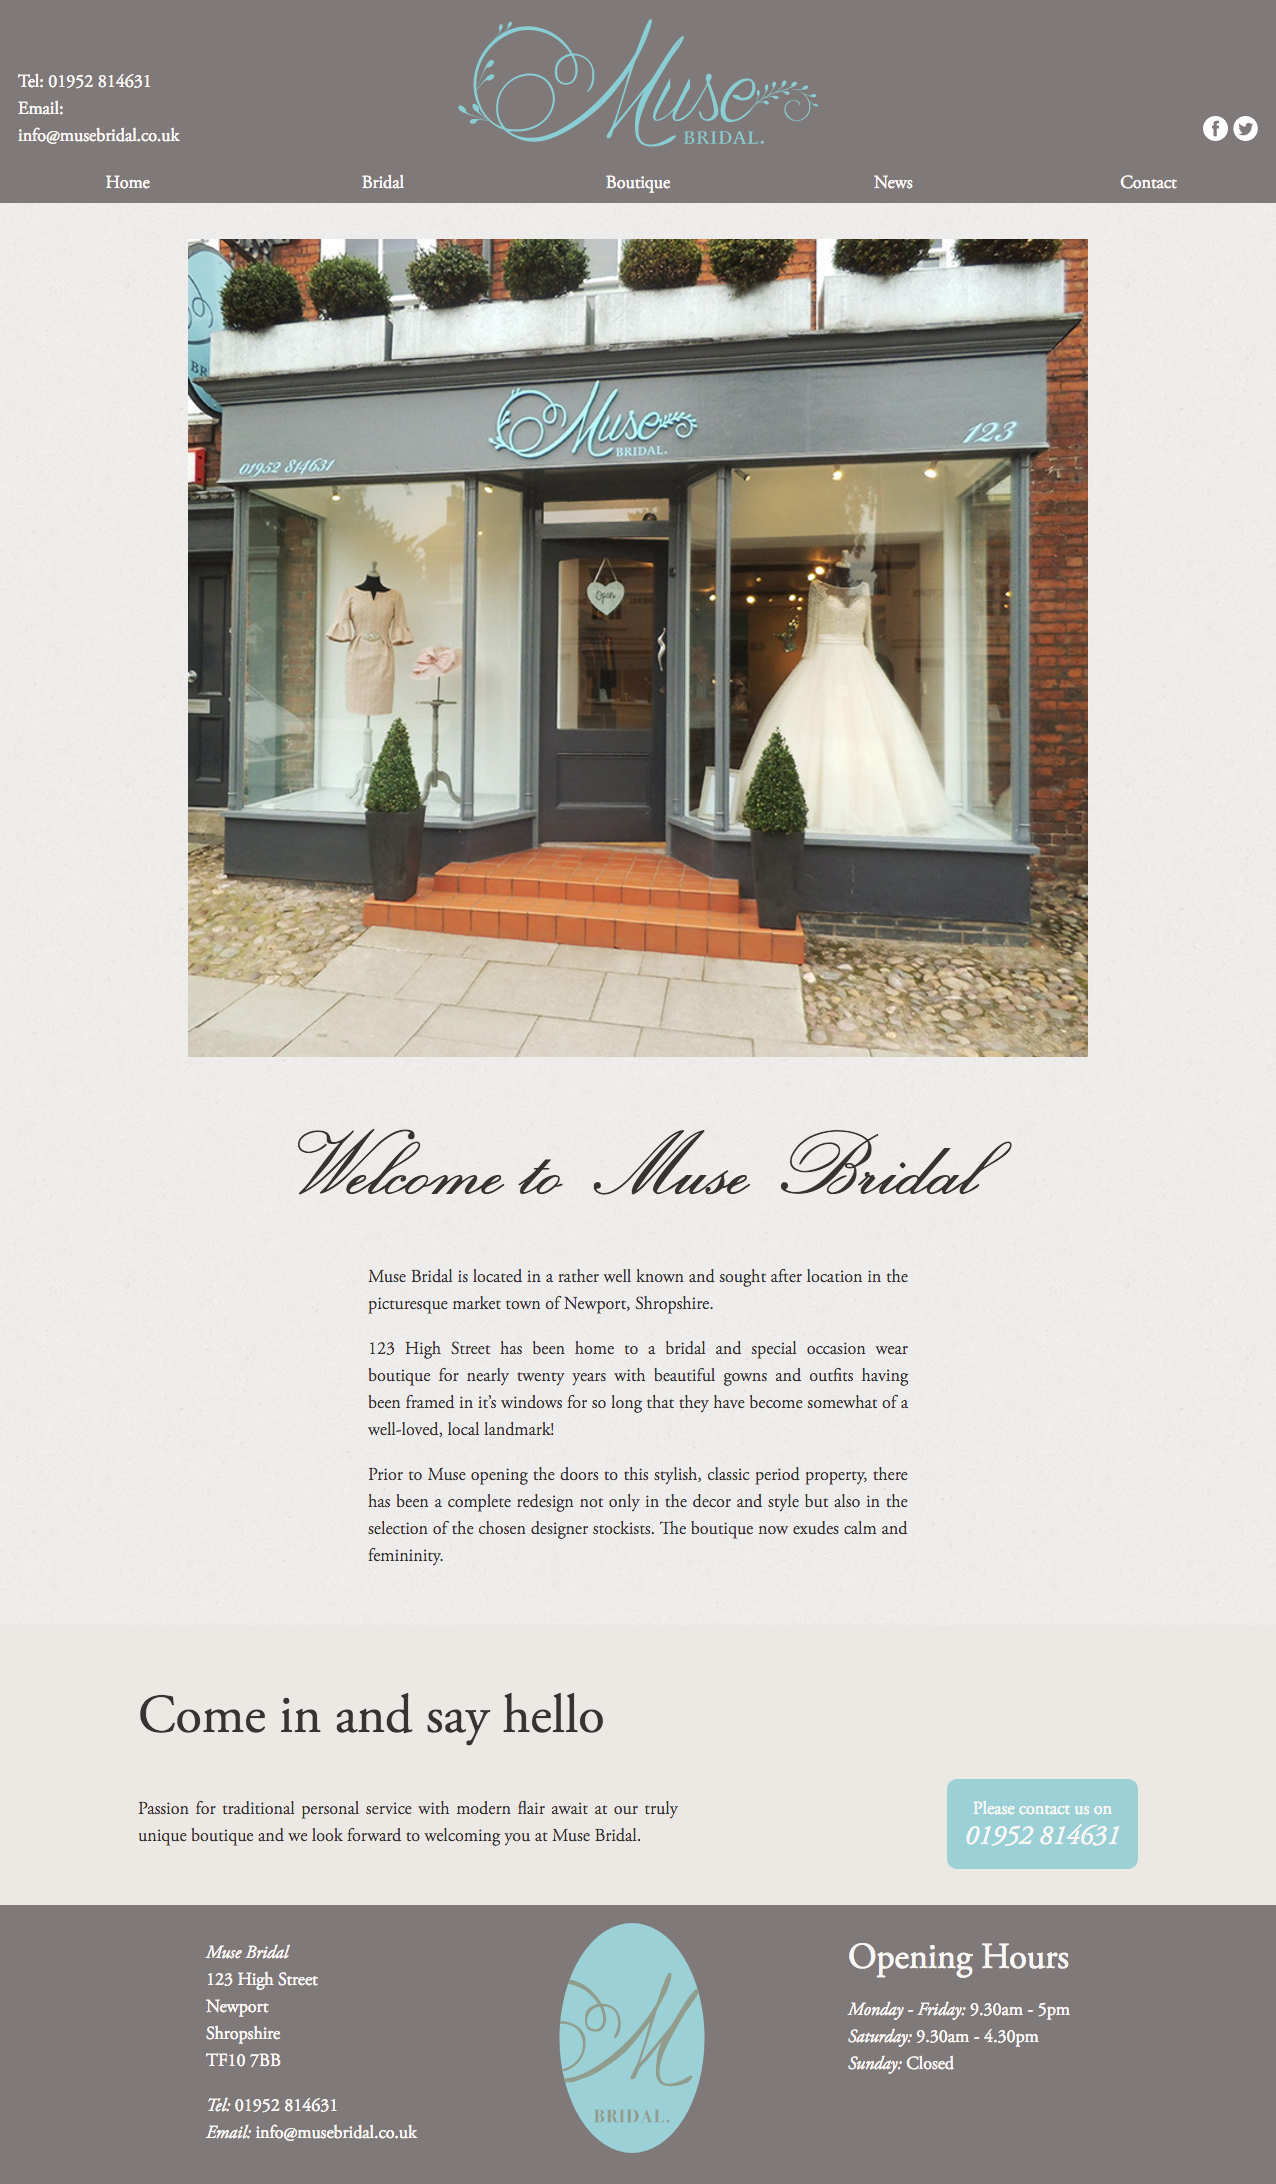 Muse
BRIDAL.
Tel: 01952 814631
Email:
info@musebridal.co.uk
Home
Bridal
Boutique
News
Contact
BR
Muse
BRIDAL.
123
01952 814631
Open
Welcome to Muse Bridal
Muse Bridal is located in a rather well known and sought after location in the
picturesque market town of Newport, Shropshire.
123 High Street has been home to a bridal and special occasion wear
boutique for nearly twenty years with beautiful gowns and outfits having
been framed in it’s windows for so long that they have become somewhat of a
well-loved, local landmark!
Prior to Muse opening the doors to this stylish, classic period property, there
has been a complete redesign not only in the decor and style but also in the
selection of the chosen designer stockists. The boutique now exudes calm and
femininity.
Come in and say hello
Passion for traditional personal service with modern flair await at our truly
unique boutique and we look forward to welcoming you at Muse Bridal.
Please contact us on
01952 814631
Muse Bridal
123 High Street
Newport
Shropshire
TF10 7BB
Tel: 01952 814631
Email: info@musebridal.co.uk
M
BRIDAL.
Opening Hours
Monday - Friday: 9.30am - 5pm
Saturday: 9.30am - 4.30pm
Sunday: Closed